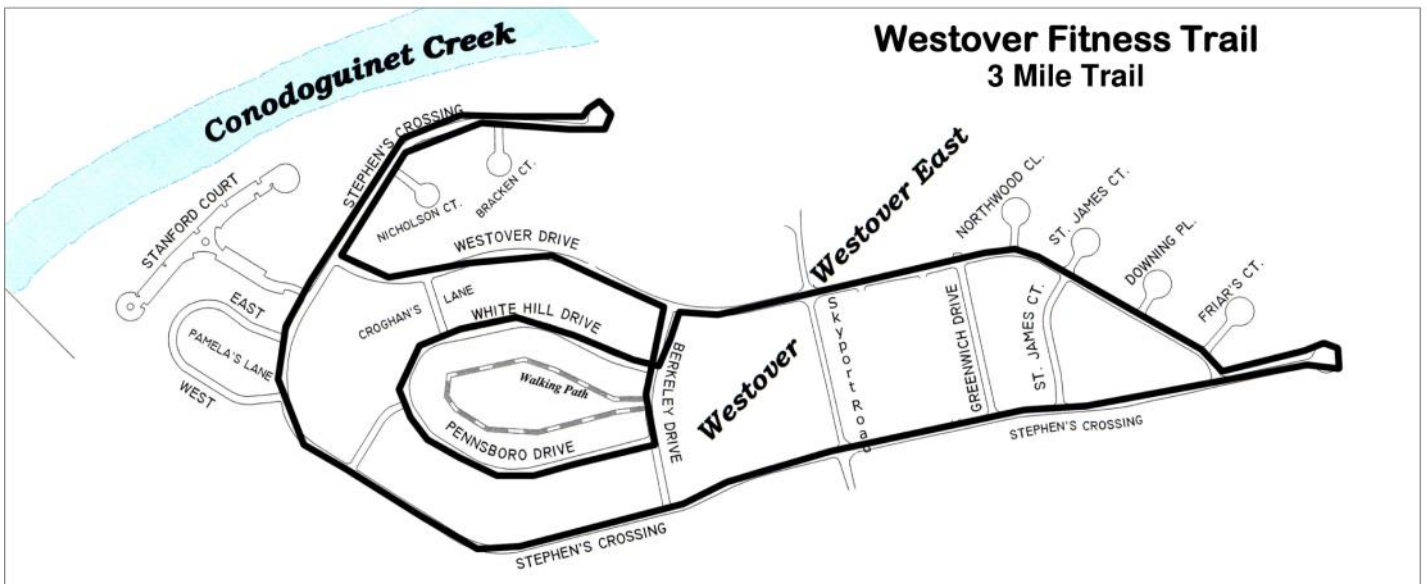 Westover Fitness Trail
3 Mile Trail
Conodoguinet Creek
STEPHEN'S CROSSING
STANFORD COURT
NICHOLSON CT.
BRACKEN CT.
WESTOVER DRIVE
Westover East
NORTHWOOD CL.
ST. JAMES CT.
DOWNING PL.
FRIAR'S CT.
EAST
PAMELA'S LANE
WEST
CROGHAN'S LANE
WHITE HILL DRIVE
Walking Path
PENNSBORO DRIVE
BERKELEY DRIVE
Westover
Skyport Road
GREENWICH DRIVE
ST. JAMES CT.
STEPHEN'S CROSSING
STEPHEN'S CROSSING